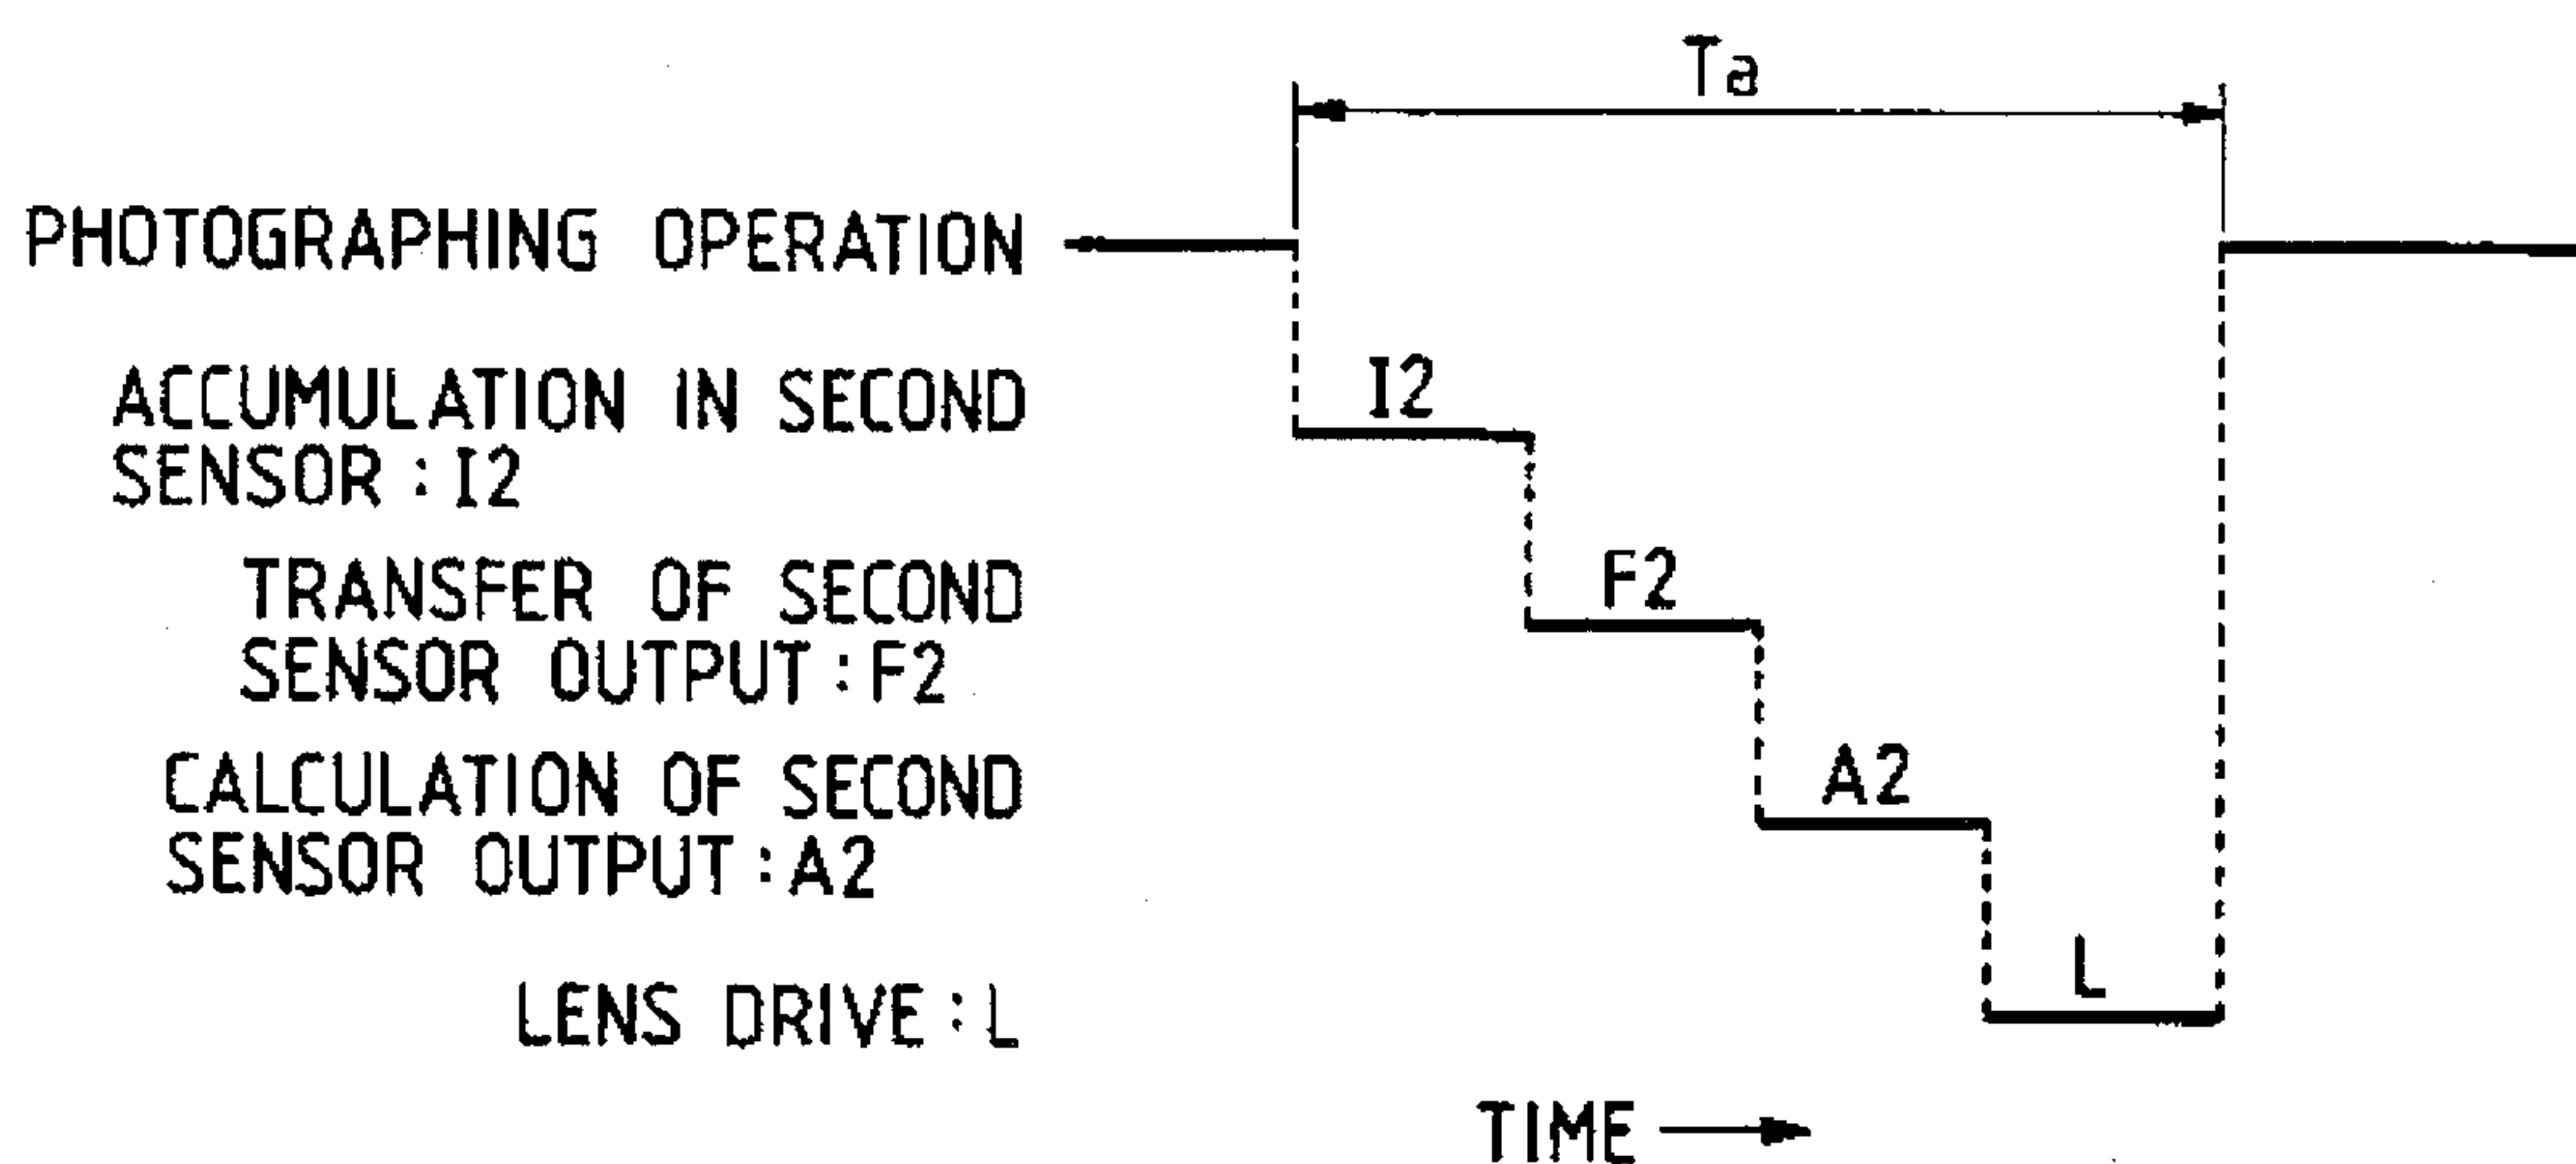 Ta
PHOTOGRAPHING OPERATION
ACCUMULATION IN SECOND
SENSOR : I2
I2
TRANSFER OF SECOND
SENSOR OUTPUT : F2
F2
CALCULATION OF SECOND
SENSOR OUTPUT : A2
A2
LENS DRIVE : L
L
TIME